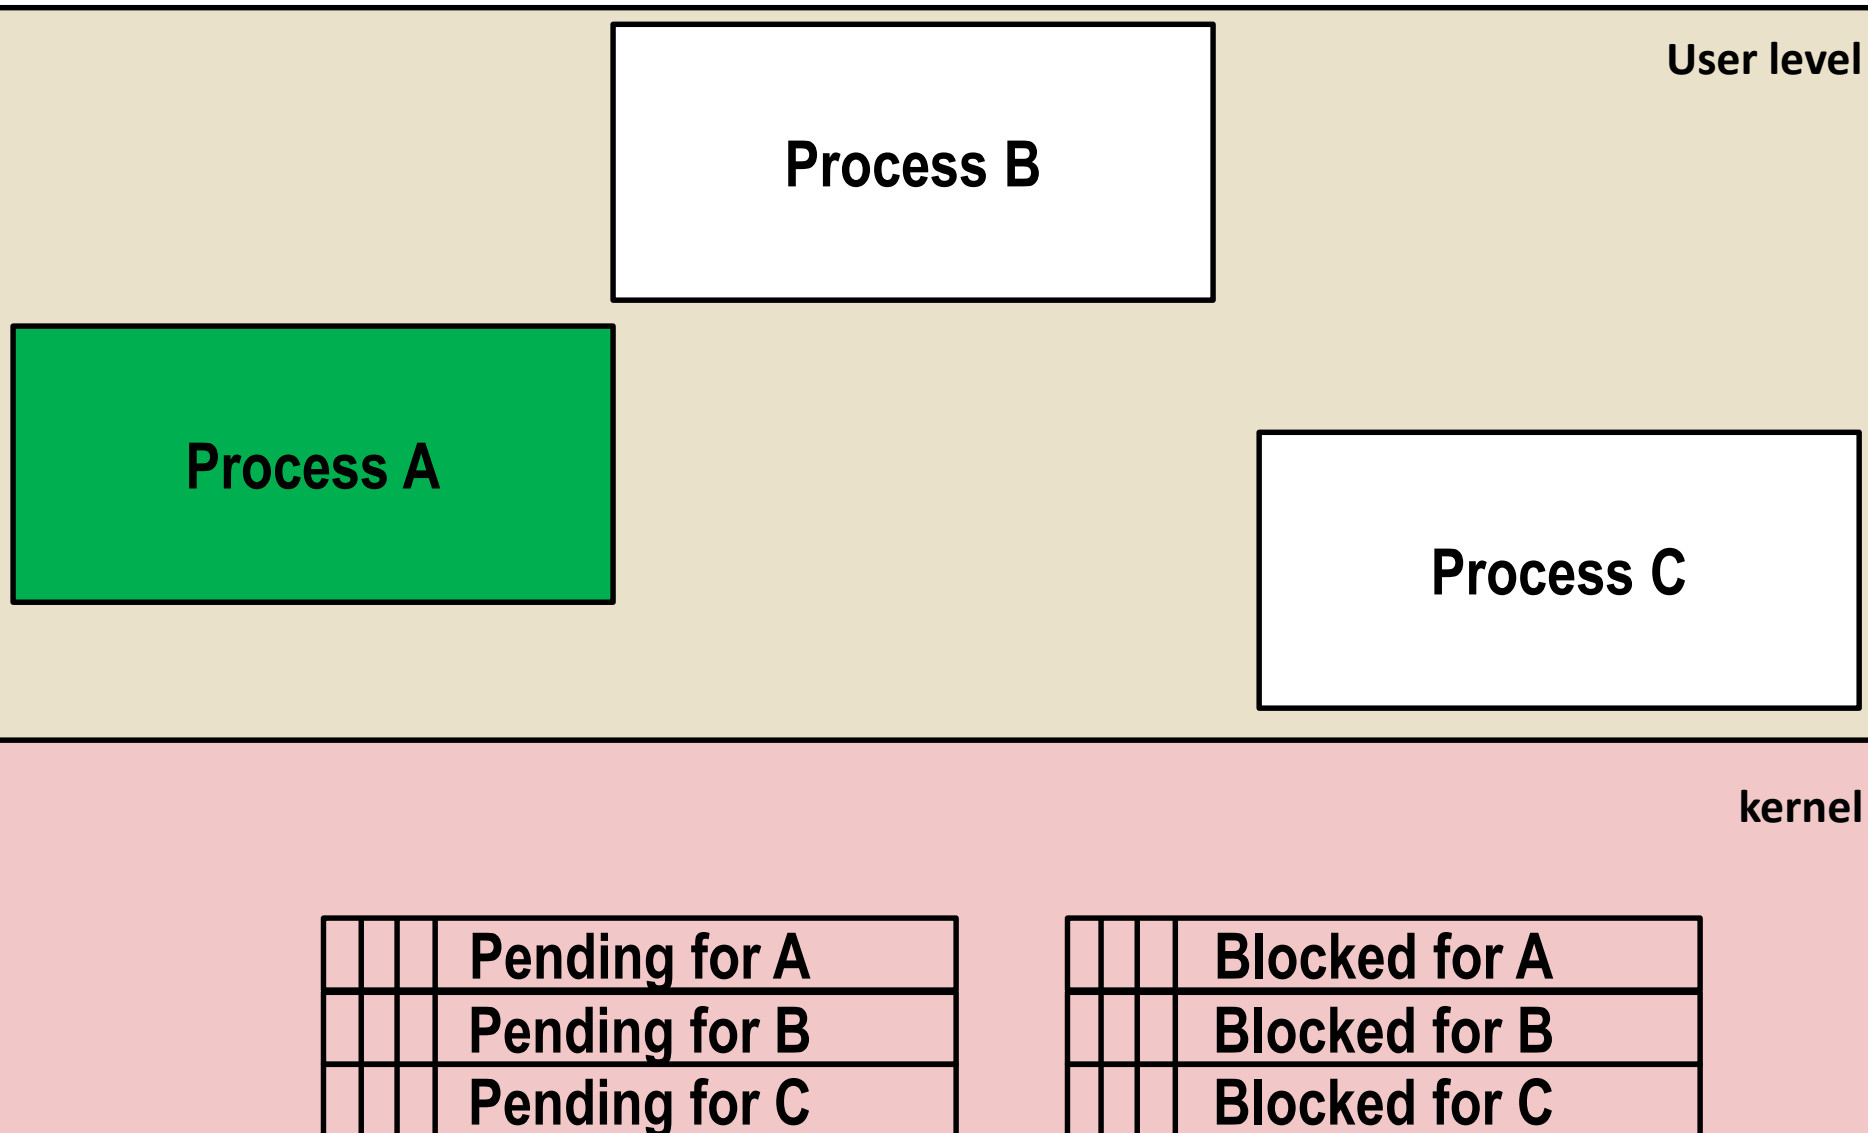 User level
Process B
Process A
Process C
kernel
Pending for A
Blocked for A
Pending for B
Blocked for B
Pending for C
Blocked for C